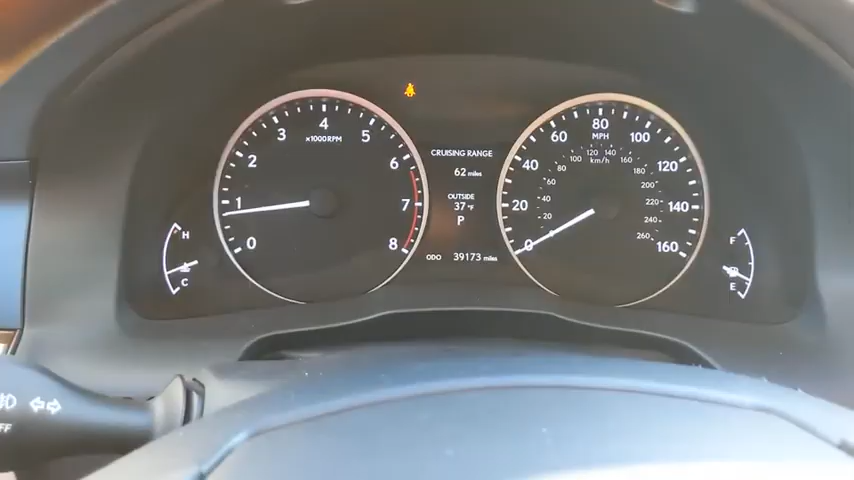 x1000RPM
0
1
2
3
4
5
6
7
8
H
C
CRUISING RANGE
62 miles
OUTSIDE
37 °F
P
ODO 39173 miles
MPH
km/h
0
20
40
60
80
100
120
140
160
20
40
60
80
100
120
140
160
180
200
220
240
260
F
E
FF